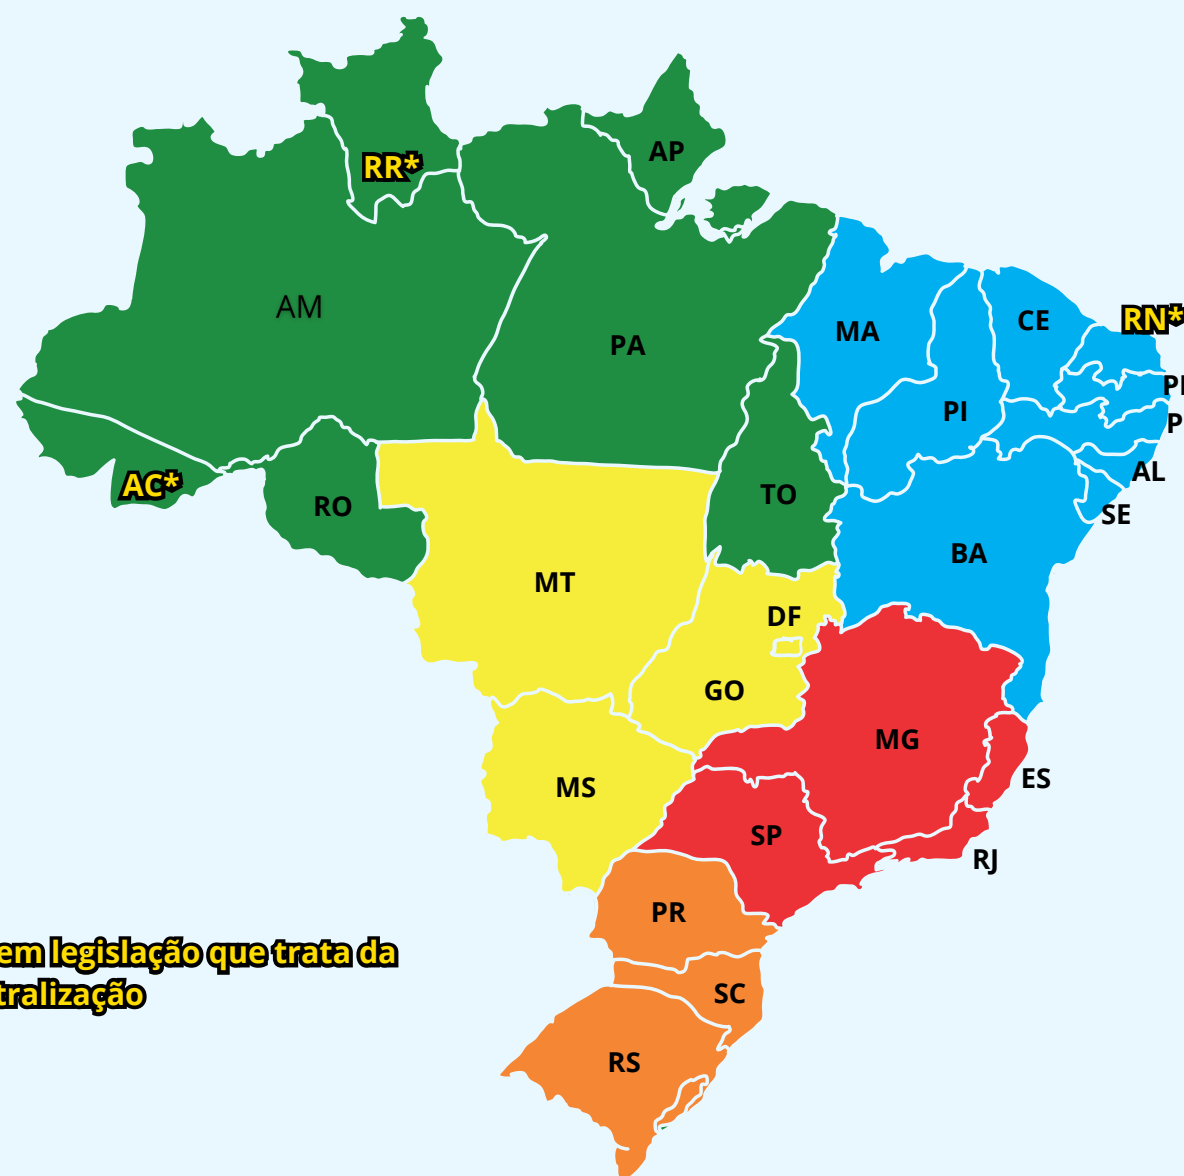 AP
RR*
AM
MA
CE
RN*
PA
PI
AC*
RO
TO
AL
SE
BA
MT
DF
GO
MG
MS
ES
SP
RJ
PR
em legislação que trata da
tralização
SC
RS